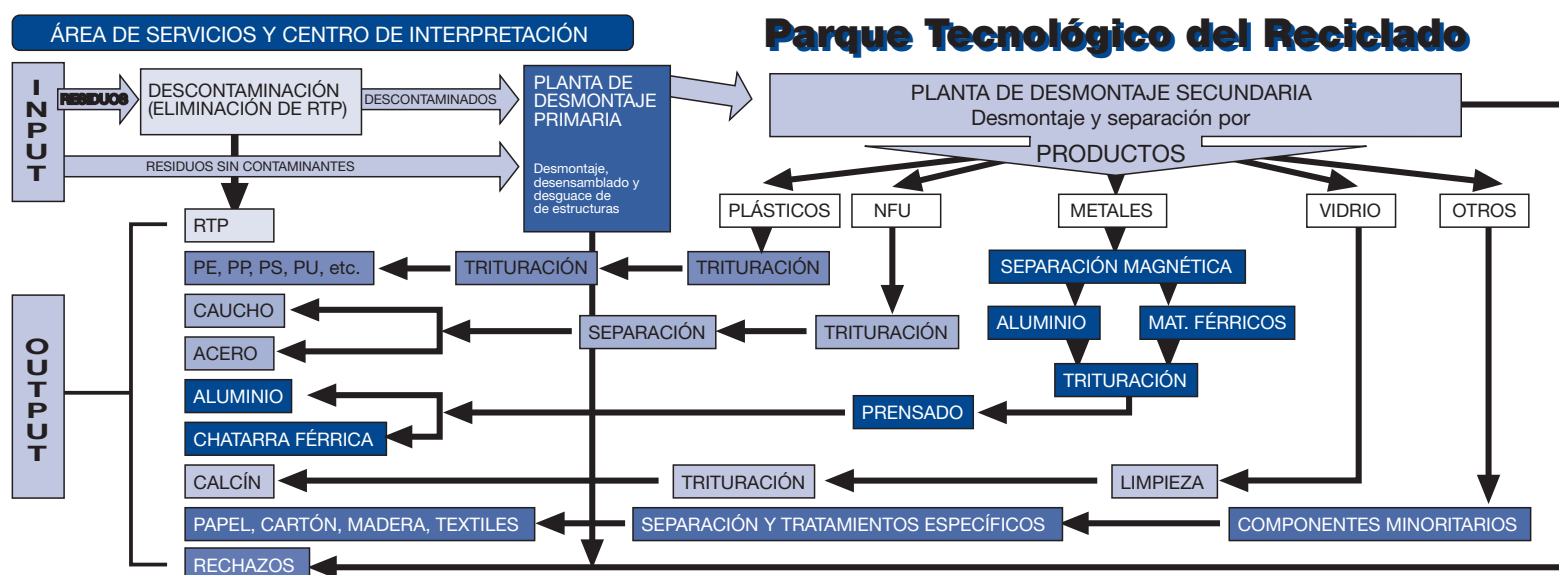 ÁREA DE SERVICIOS Y CENTRO DE INTERPRETACIÓN
Parque Tecnológico del Reciclado
INPUT
RESIDUOS
DESCONTAMINACIÓN
(ELIMINACIÓN DE RTP)
DESCONTAMINADOS
RESIDUOS SIN CONTAMINANTES
PLANTA DE
DESMONTAJE
PRIMARIA
Desmontaje,
desensamblado y
desguace de
de estructuras
PLANTA DE DESMONTAJE SECUNDARIA
Desmontaje y separación por
PRODUCTOS
PLÁSTICOS
NFU
METALES
VIDRIO
OTROS
OUTPUT
RTP
PE, PP, PS, PU, etc.
TRITURACIÓN
TRITURACIÓN
SEPARACIÓN MAGNÉTICA
CAUCHO
ACERO
SEPARACIÓN
TRITURACIÓN
ALUMINIO
MAT. FÉRRICOS
TRITURACIÓN
ALUMINIO
CHATARRA FÉRRICA
PRENSADO
CALCÍN
TRITURACIÓN
LIMPIEZA
PAPEL, CARTÓN, MADERA, TEXTILES
SEPARACIÓN Y TRATAMIENTOS ESPECÍFICOS
COMPONENTES MINORITARIOS
RECHAZOS